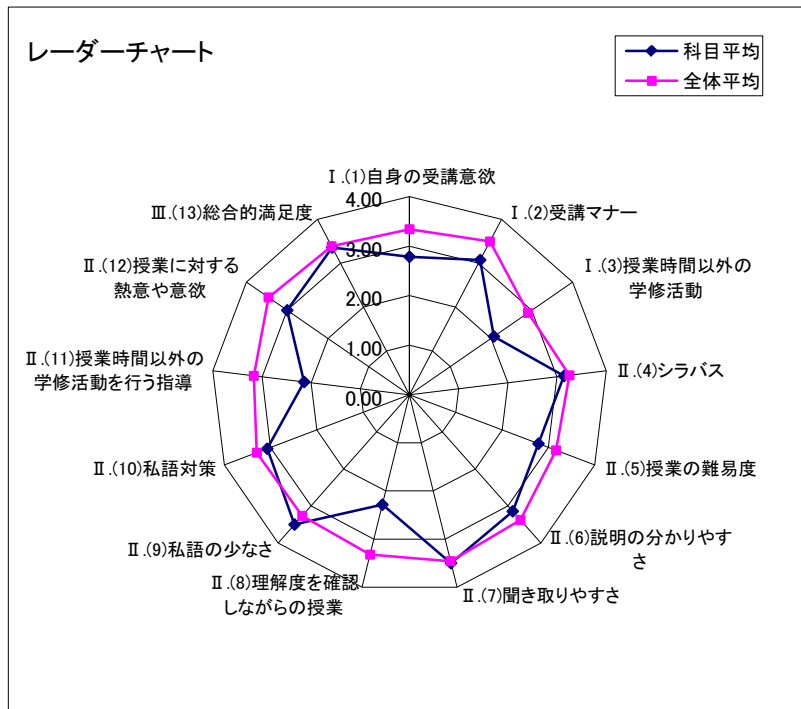 レーダーチャート
科目平均
全体平均
Ⅰ.(1)自身の受講意欲
Ⅰ.(2)受講マナー
Ⅰ.(3)授業時間以外の
学修活動
Ⅱ.(4)シラバス
Ⅱ.(5)授業の難易度
Ⅱ.(6)説明の分かりやす
さ
Ⅱ.(7)聞き取りやすさ
Ⅱ.(8)理解度を確認
しながらの授業
Ⅱ.(9)私語の少なさ
Ⅱ.(10)私語対策
Ⅱ.(11)授業時間以外の
学修活動を行う指導
Ⅱ.(12)授業に対する
熱意や意欲
Ⅲ.(13)総合的満足度
4.00
3.00
2.00
1.00
0.00